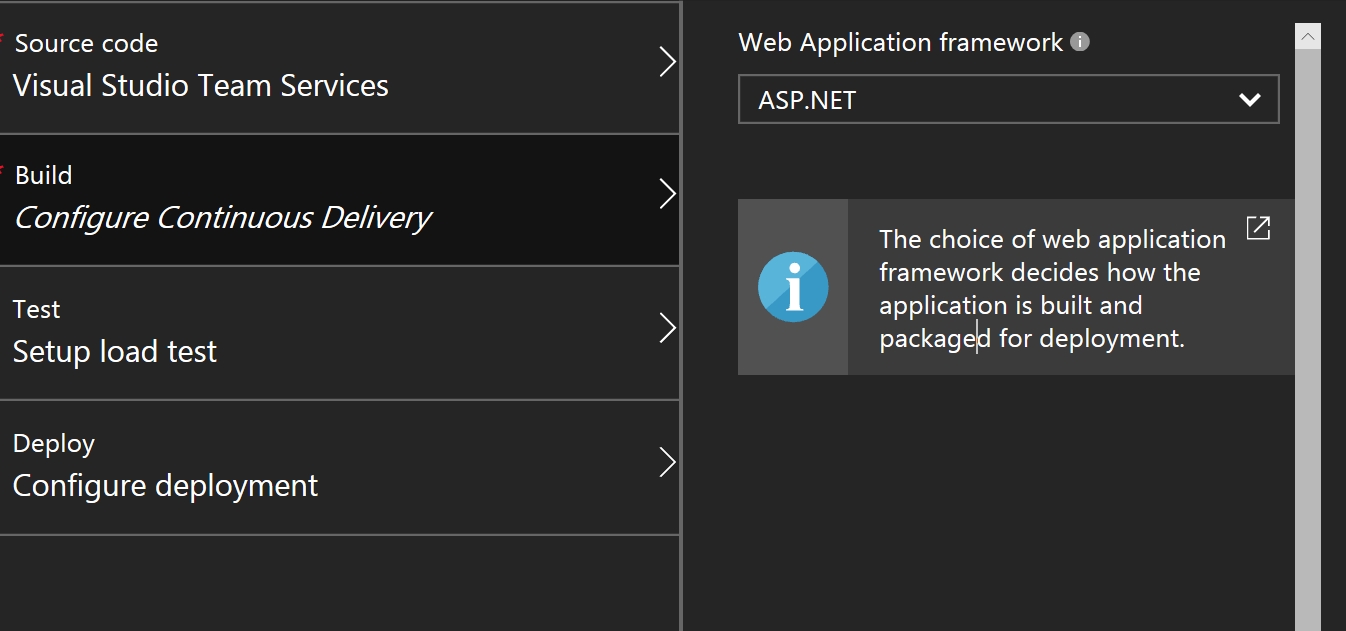 * Source code
Visual Studio Team Services
* Build
Configure Continuous Delivery
Test
Setup load test
Deploy
Configure deployment
Web Application framework
ASP.NET
The choice of web application
framework decides how the
application is built and
packaged for deployment.